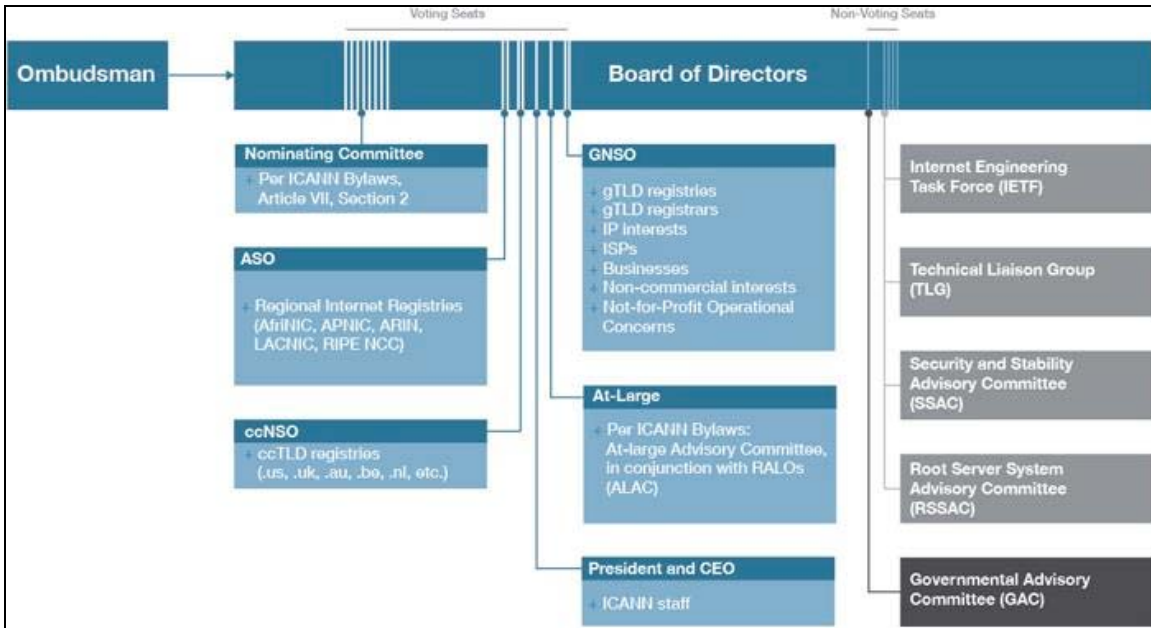 Voting Seats
Non-Voting Seats
Ombudsman
Board of Directors
Nominating Committee
+ Per ICANN Bylaws,
Article VII, Section 2
ASO
+ Regional Internet Registries
(AfriNIC, APNIC, ARIN,
LACNIC, RIPE NCC)
ccNSO
+ ccTLD registries
(.us, .uk, .au, .be, .nl, etc.)
GNSO
+ gTLD registries
+ gTLD registrars
+ IP interests
+ ISPs
+ Businesses
+ Non-commercial interests
+ Not-for-Profit Operational
Concerns
At-Large
+ Per ICANN Bylaws:
At-large Advisory Committee,
in conjunction with RALOs
(ALAC)
President and CEO
+ ICANN staff
Internet Engineering
Task Force (IETF)
Technical Liaison Group
(TLG)
Security and Stability
Advisory Committee
(SSAC)
Root Server System
Advisory Committee
(RSSAC)
Governmental Advisory
Committee (GAC)